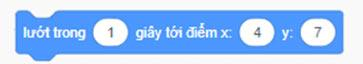 lướt trong 1 giây tới điểm x: 4 y: 7